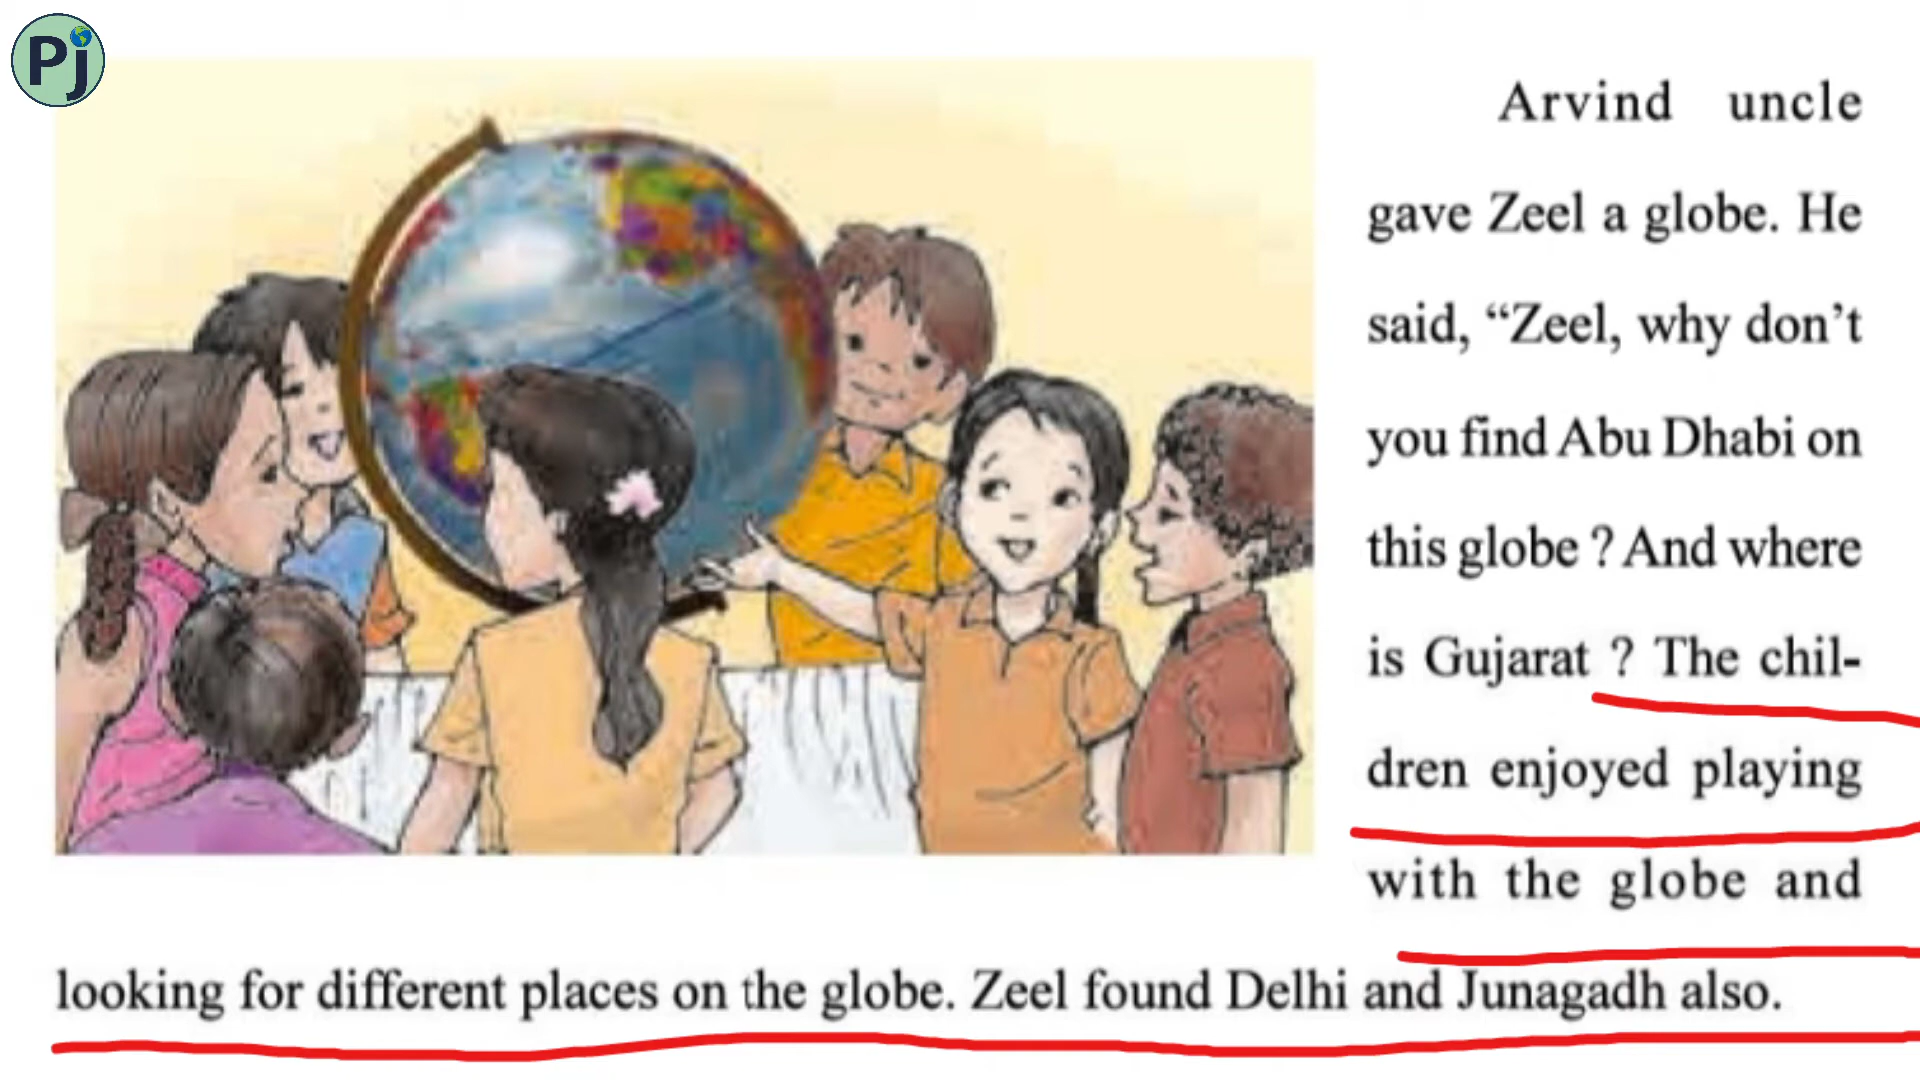 Pj
Arvind uncle
gave Zeel a globe. He
said, “Zeel, why don’t
you find Abu Dhabi on
this globe ? And where
is Gujarat ? The chil-
dren enjoyed playing
with the globe and
looking for different places on the globe. Zeel found Delhi and Junagadh also.